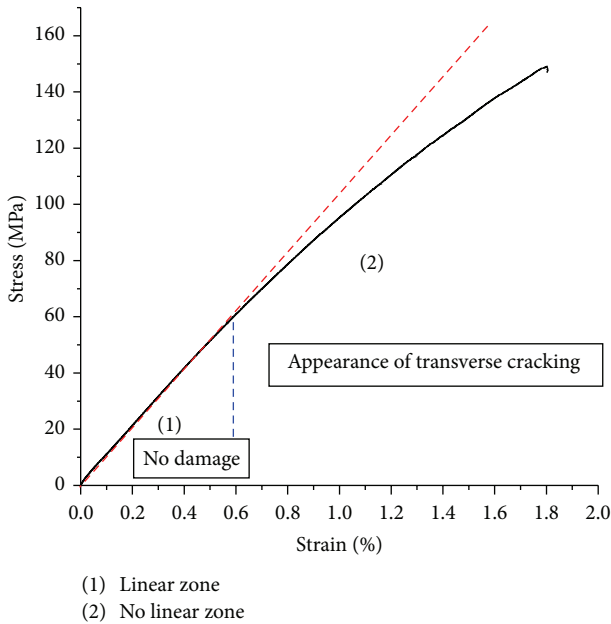 160
140
120
100
80
60
40
20
0
Stress (MPa)
(2)
Appearance of transverse cracking
(1)
No damage
0.0 0.2 0.4 0.6 0.8 1.0 1.2 1.4 1.6 1.8 2.0
Strain (%)
(1) Linear zone
(2) No linear zone